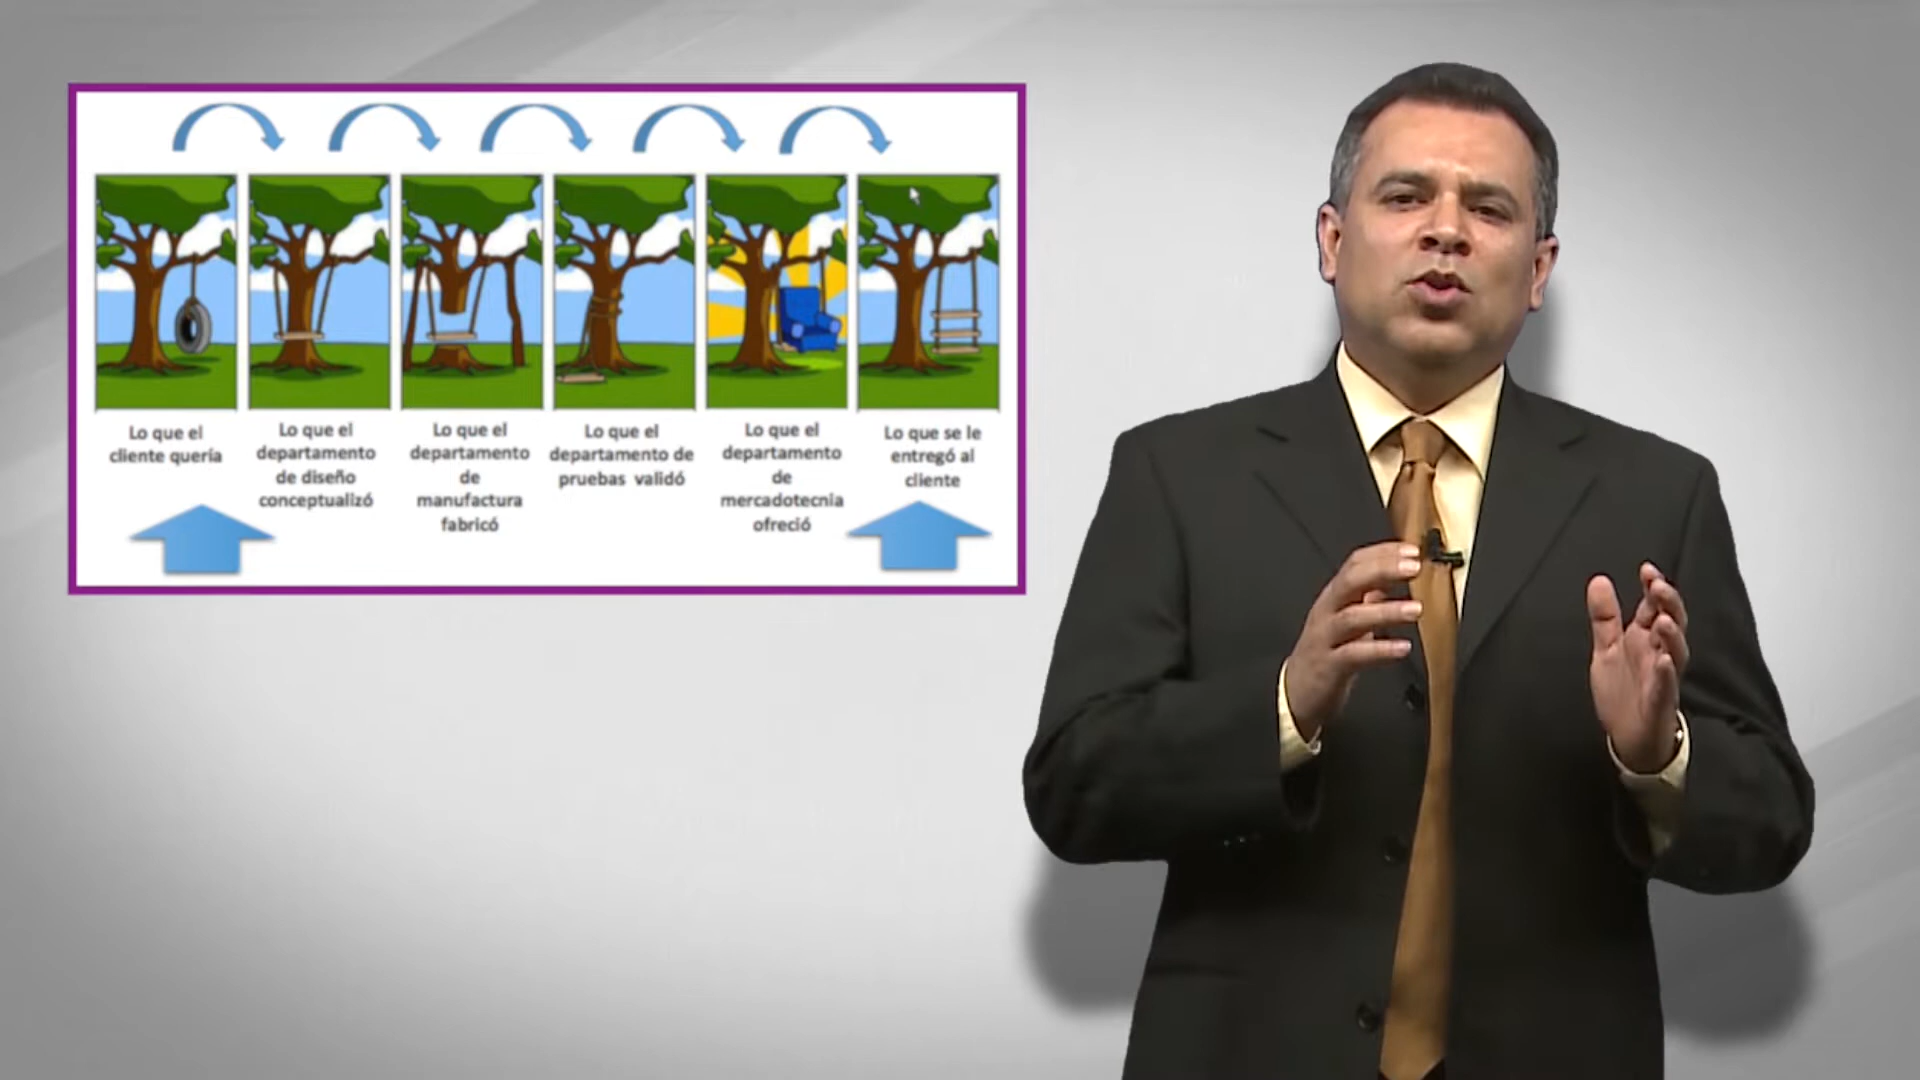 Lo que el
cliente quería
Lo que el
departamento
de diseño
conceptualizó
Lo que el
departamento
de
manufactura
fabricó
Lo que el
departamento de
pruebas validó
Lo que el
departamento
de
mercadotecnia
ofreció
Lo que se le
entregó al
cliente